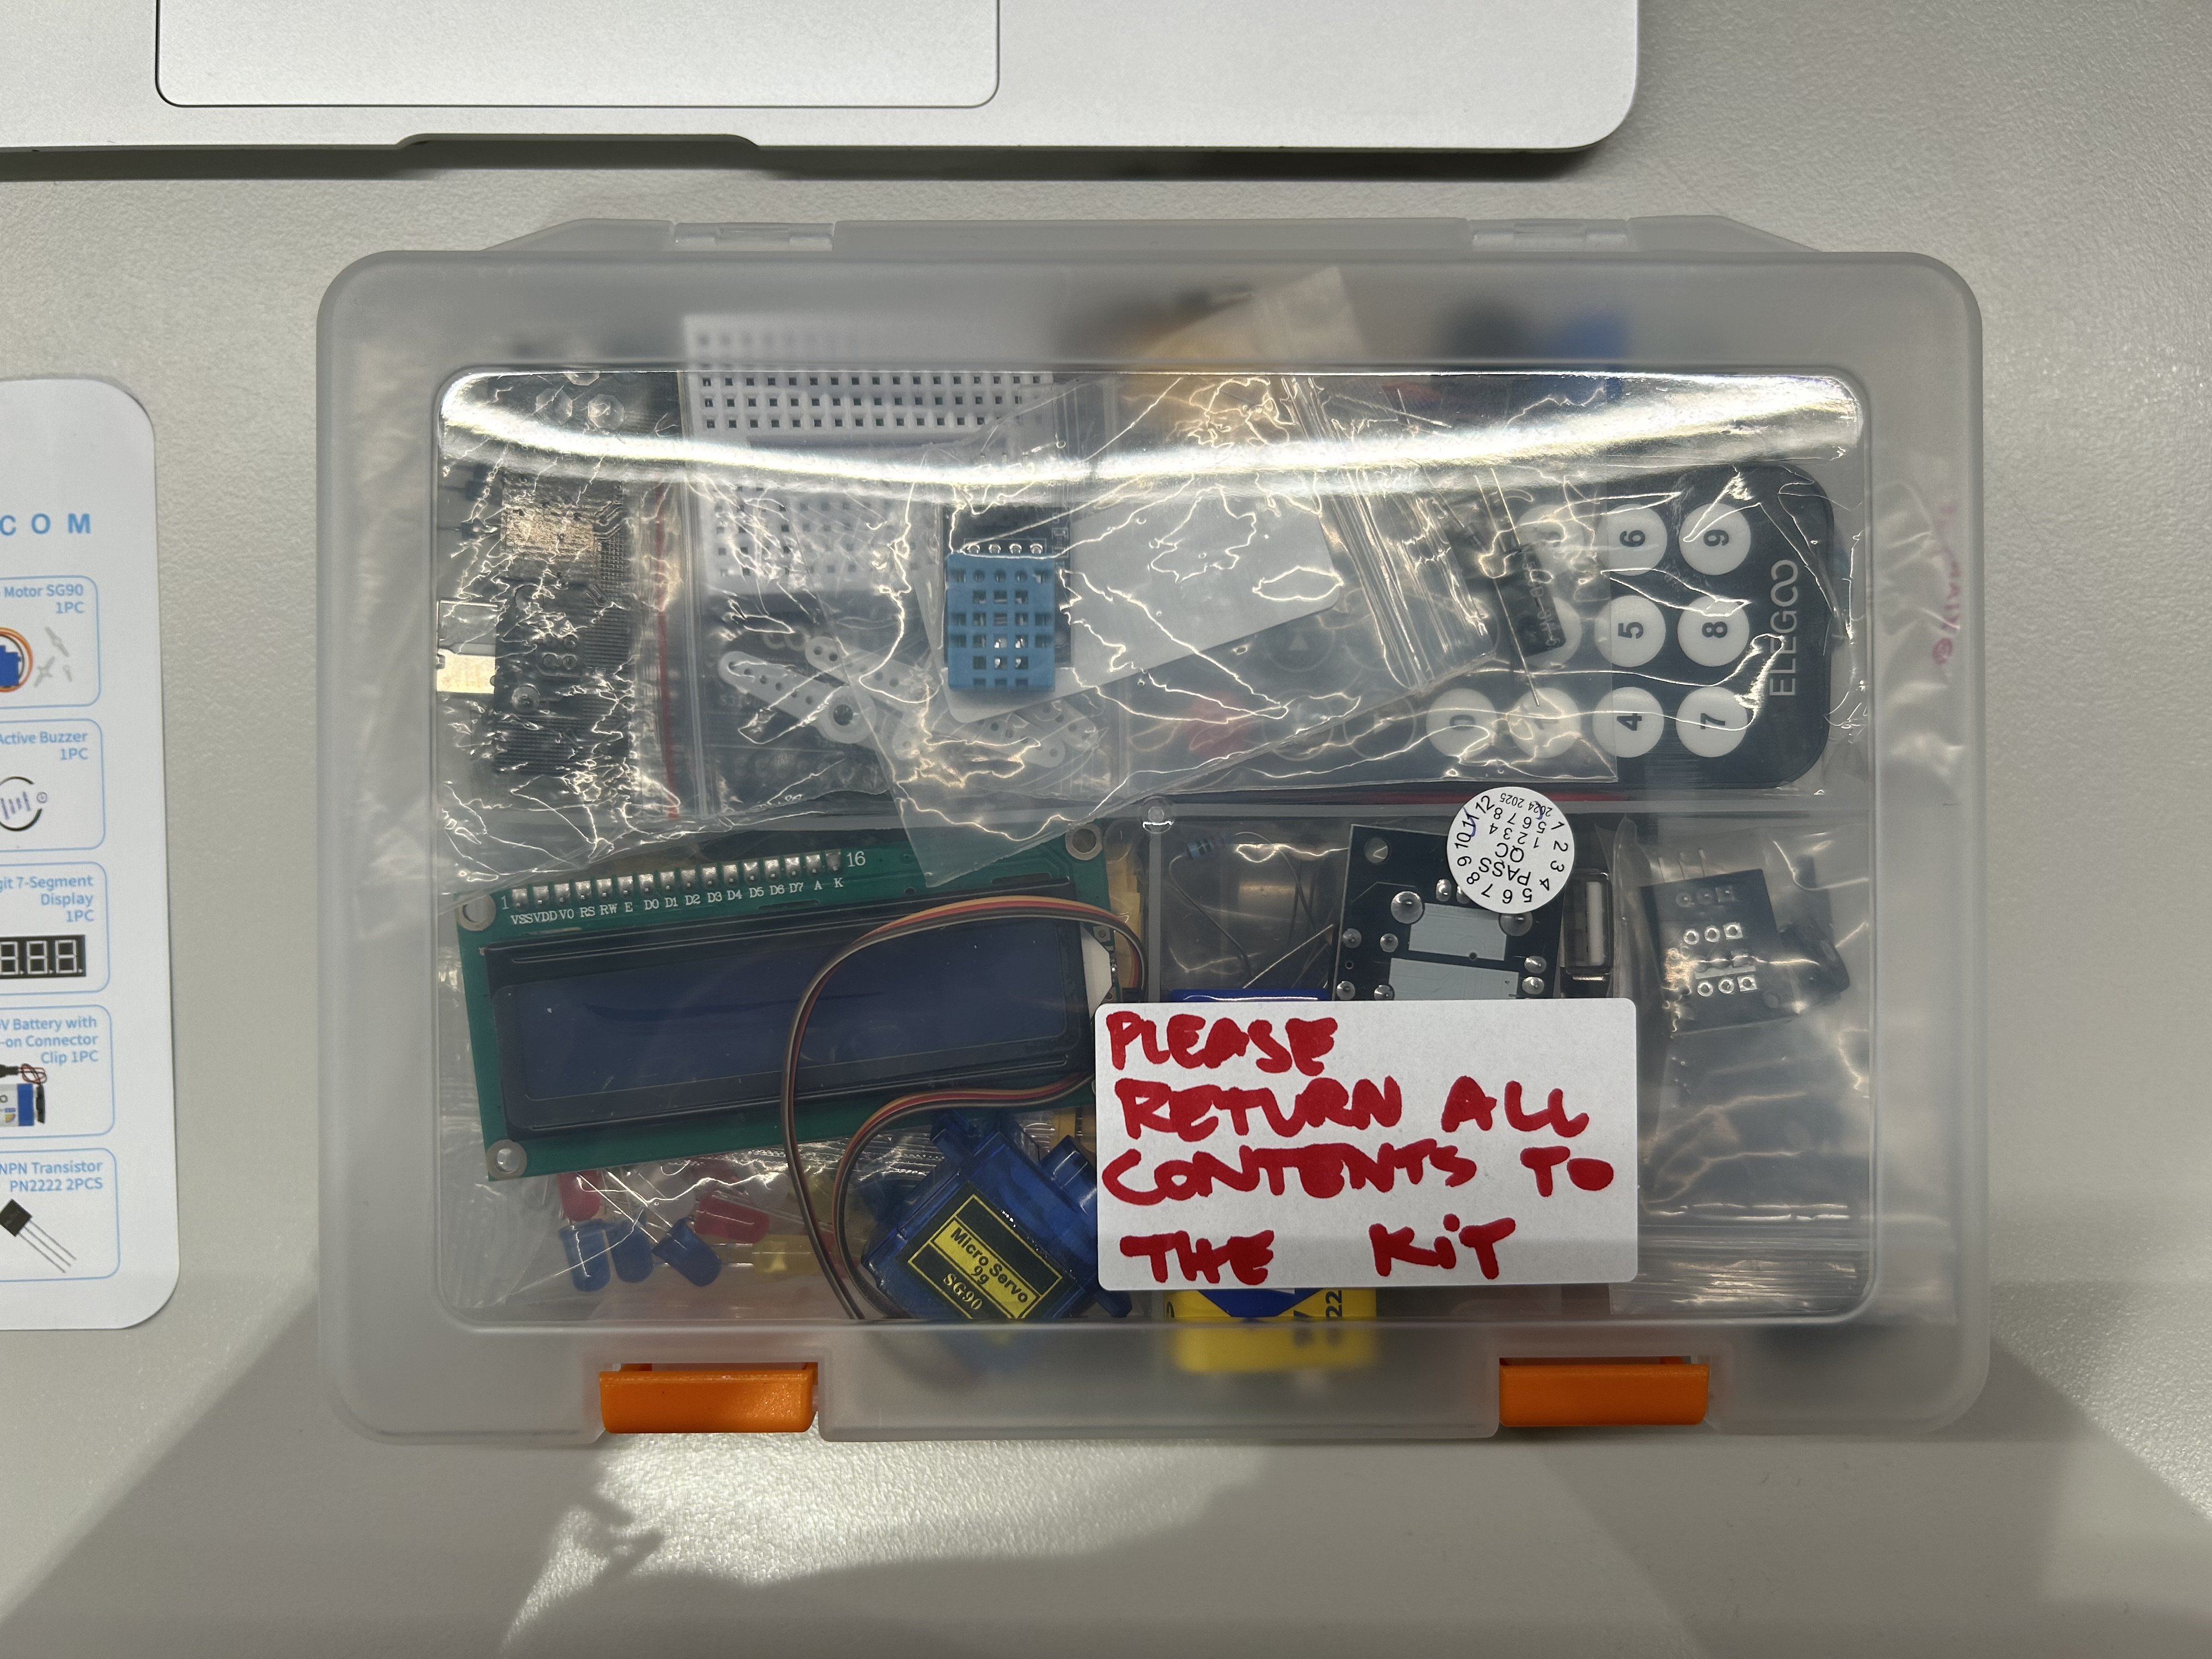 COM
Motor SG90
1PC
Active Buzzer
1PC
git 7-Segment
Display
1PC
V Battery with
-on Connector
Clip 1PC
NPN Transistor
PN2222 2PCS
6 9
5 8
4 7
ELEGOO
1 16
VSS VDD V0 RS RW E D0 D1 D2 D3 D4 D5 D6 D7 A K
2024 2025
1 2 3 4 5 6 7 8
QC
PASS
1 2 3 4 5 6 7 8 9 10 11 12
PLEASE
RETURN ALL
CONTENTS TO
THE KiT
Micro Servo
9g
SG90
22